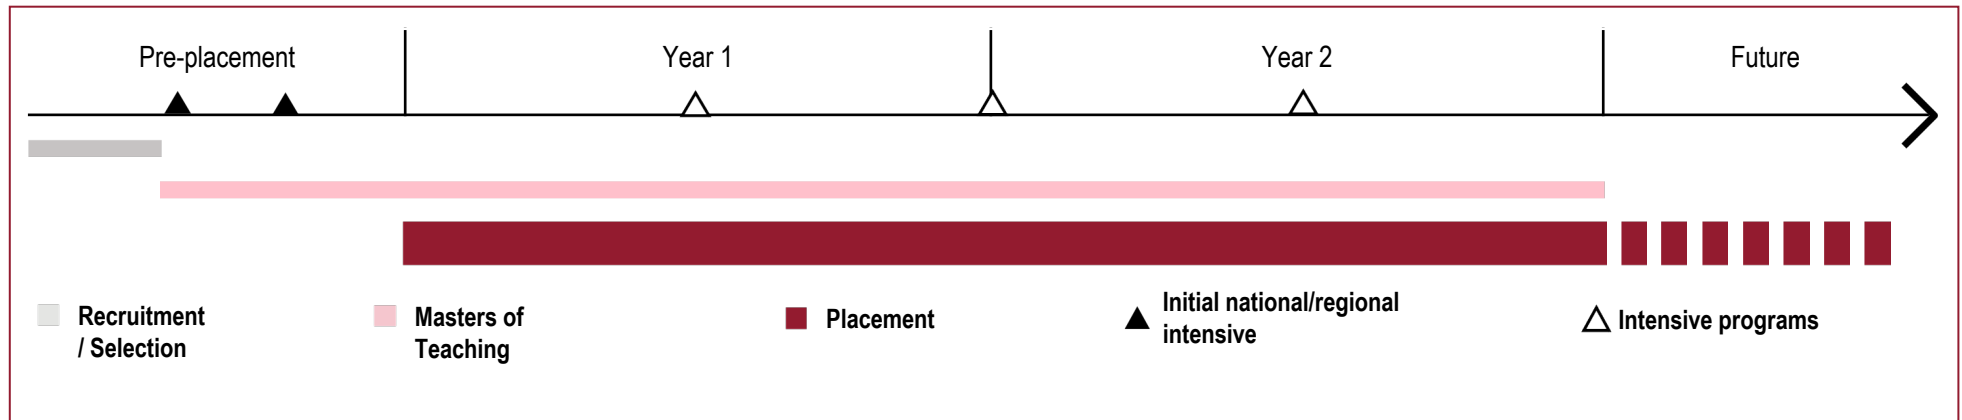 Pre-placement
Year 1
Year 2
Future
Recruitment
/ Selection
Masters of
Teaching
Placement
Initial national/regional
intensive
Intensive programs